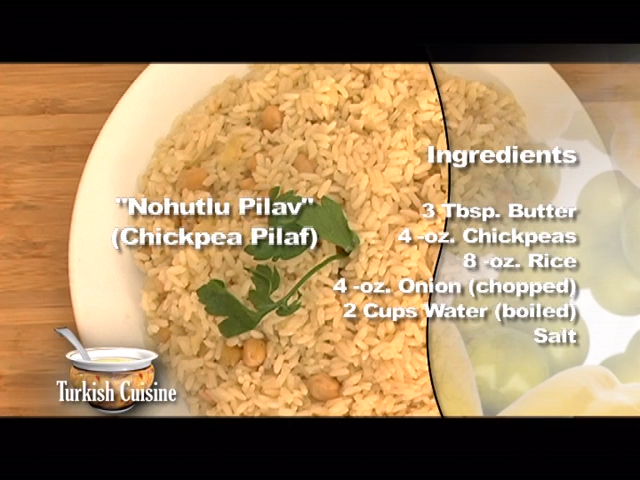 "Nohutlu Pilav"
(Chickpea Pilaf)
Ingredients
3 Tbsp. Butter
4 -oz. Chickpeas
8 -oz. Rice
4 -oz. Onion (chopped)
2 Cups Water (boiled)
Salt
Turkish Cuisine